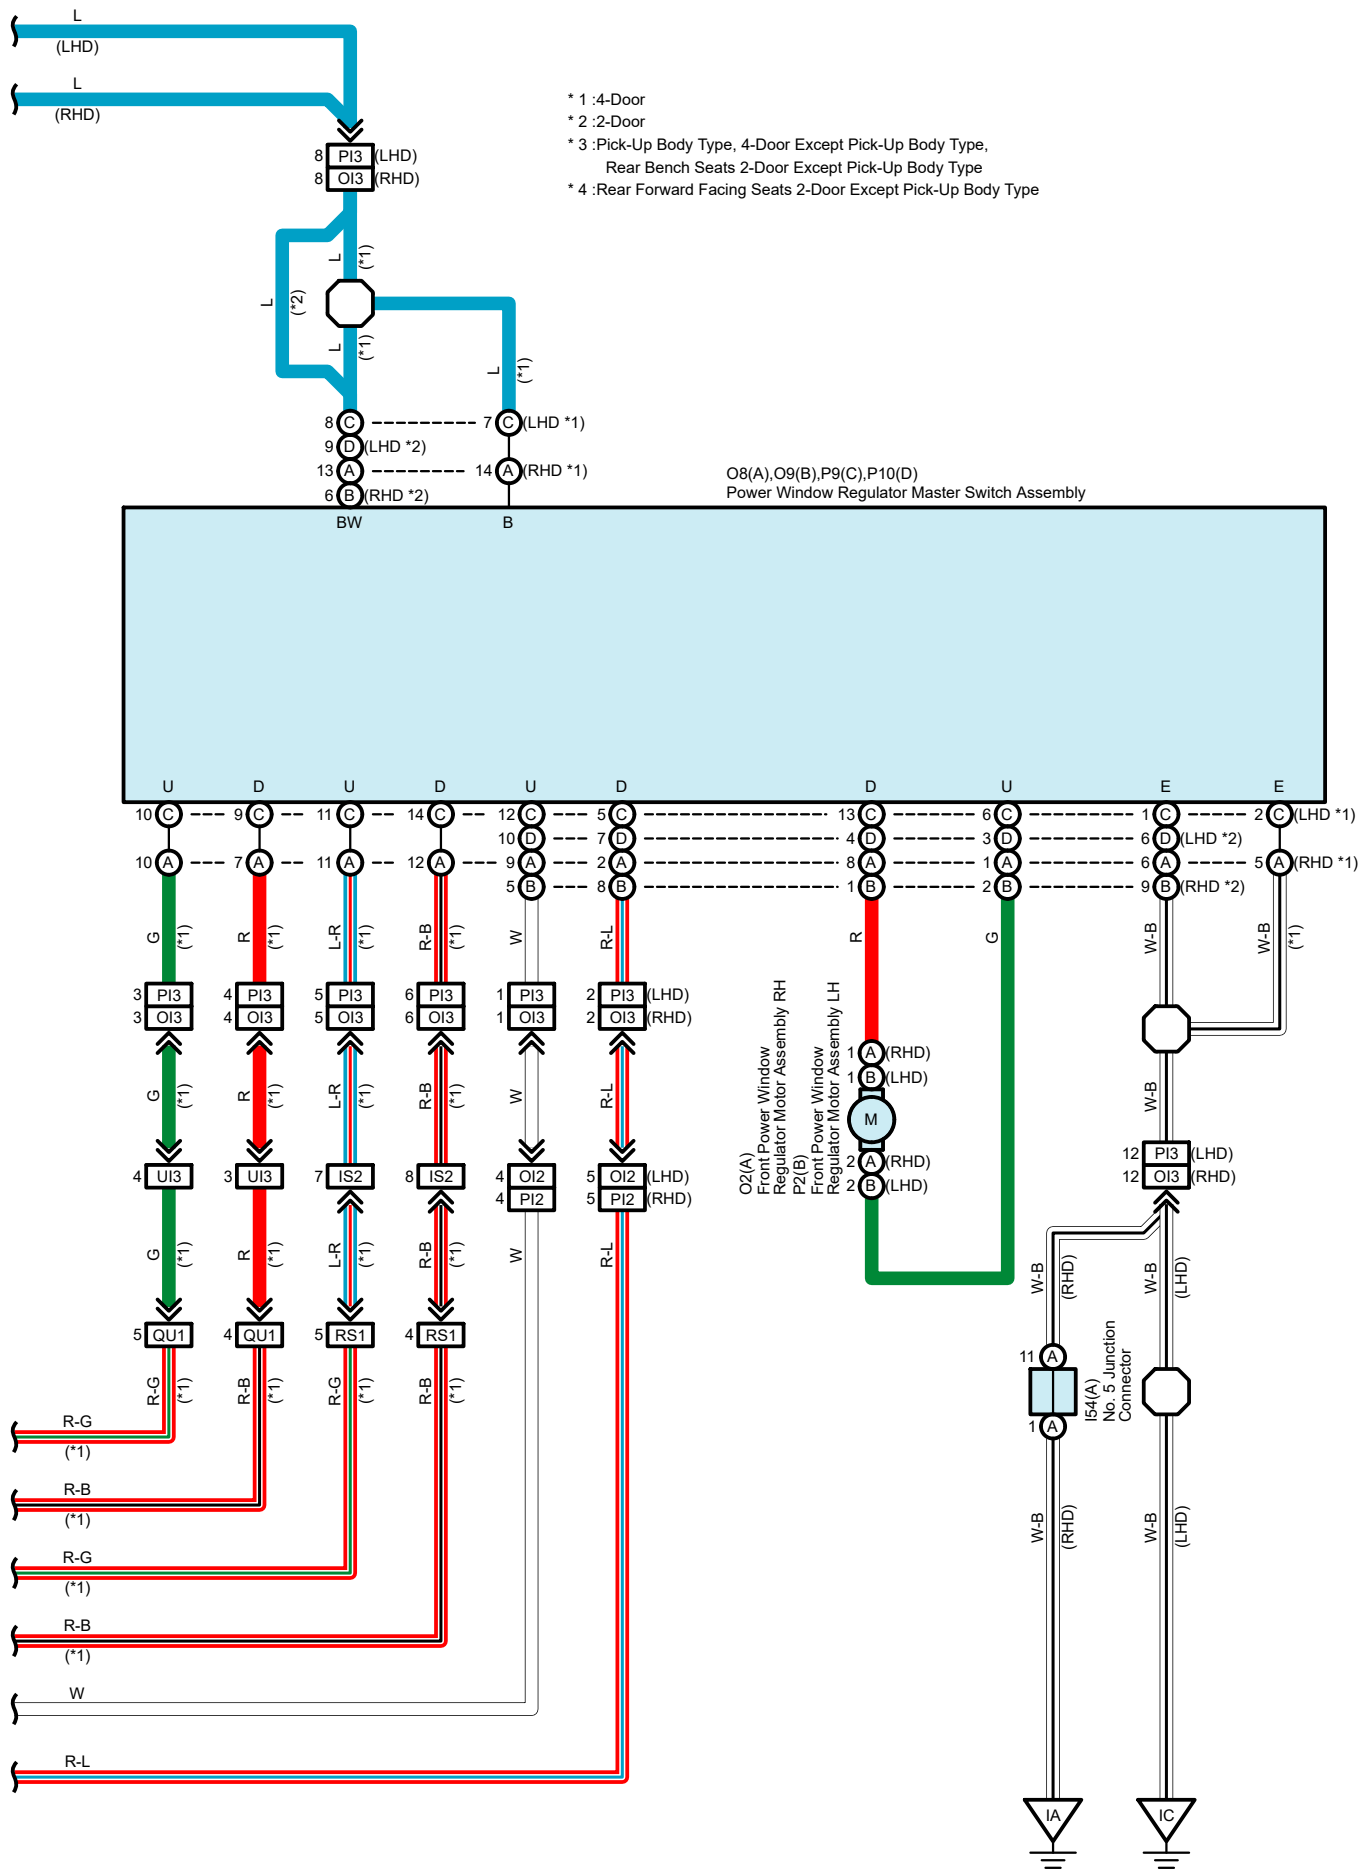 L
(LHD)
L
(RHD)
* 1 :4-Door
* 2 :2-Door
* 3 :Pick-Up Body Type, 4-Door Except Pick-Up Body Type,
Rear Bench Seats 2-Door Except Pick-Up Body Type
* 4 :Rear Forward Facing Seats 2-Door Except Pick-Up Body Type
8 PI3 (LHD)
8 OI3 (RHD)
L (*1)
L (*2)
L (*1)
L (*1)
8 C 7 C (LHD *1)
9 D (LHD *2)
13 A 14 A (RHD *1)
6 B (RHD *2)
O8(A),O9(B),P9(C),P10(D)
Power Window Regulator Master Switch Assembly
BW B
U D U D U D D U E E
10 C 9 C 11 C 14 C 12 C 5 C 13 C 6 C 1 C 2 C (LHD *1)
10 D 7 D 4 D 3 D 6 D (LHD *2)
10 A 7 A 11 A 12 A 9 A 2 A 8 A 1 A 6 A 5 A (RHD *1)
5 B 8 B 1 B 2 B 9 B (RHD *2)
G (*1) R (*1) L-R (*1) R-B (*1) W R-L R G W-B W-B (*1)
3 PI3 4 PI3 5 PI3 6 PI3 1 PI3 2 PI3 (LHD)
3 OI3 4 OI3 5 OI3 6 OI3 1 OI3 2 OI3 (RHD)
O2(A)
Front Power Window
Regulator Motor Assembly RH
P2(B)
Front Power Window
Regulator Motor Assembly LH
1 A (RHD)
1 B (LHD)
M
2 A (RHD)
2 B (LHD)
G (*1) R (*1) L-R (*1) R-B (*1) W R-L W-B
12 PI3 (LHD)
12 OI3 (RHD)
4 UI3 3 UI3 7 IS2 8 IS2 4 OI2 5 OI2 (LHD)
4 PI2 5 PI2 (RHD)
G (*1) R (*1) L-R (*1) R-B (*1) W R-L W-B (RHD) W-B (LHD)
5 QU1 4 QU1 5 RS1 4 RS1
11 A
1 A
I54(A)
No. 5 Junction
Connector
R-G (*1) R-B (*1) R-G (*1) R-B (*1)
R-G
(*1)
R-B
(*1)
R-G
(*1)
R-B
(*1)
W
R-L
W-B (RHD) W-B (LHD)
IA IC